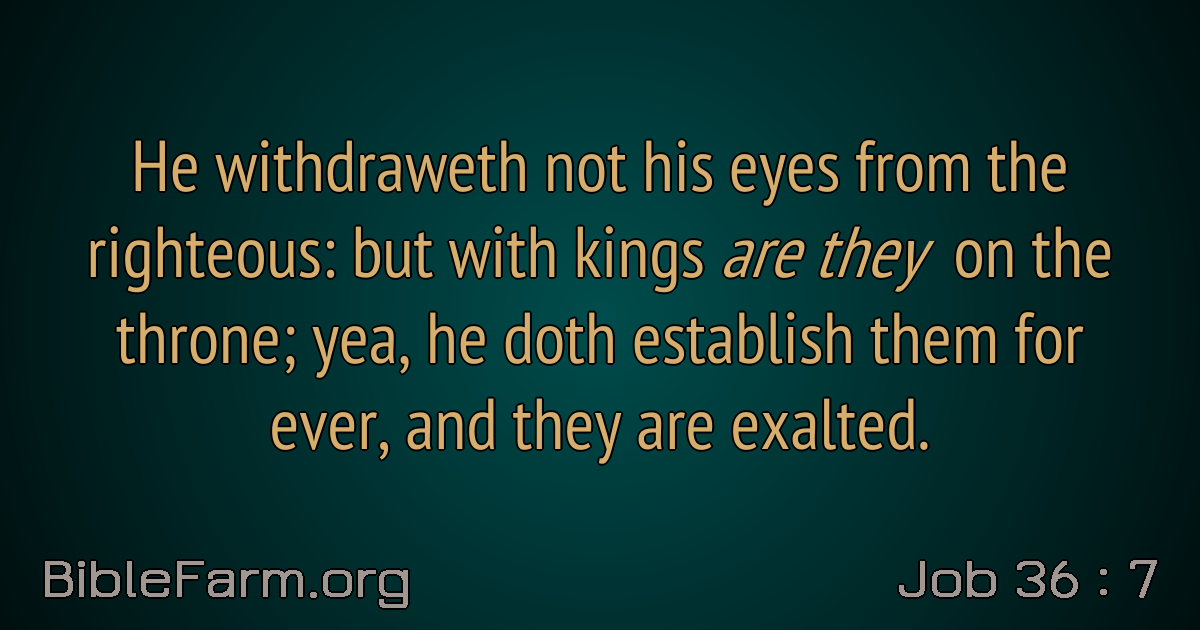 He withdraweth not his eyes from the
righteous: but with kings are they on the
throne; yea, he doth establish them for
ever, and they are exalted.
BibleFarm.org
Job 36 : 7